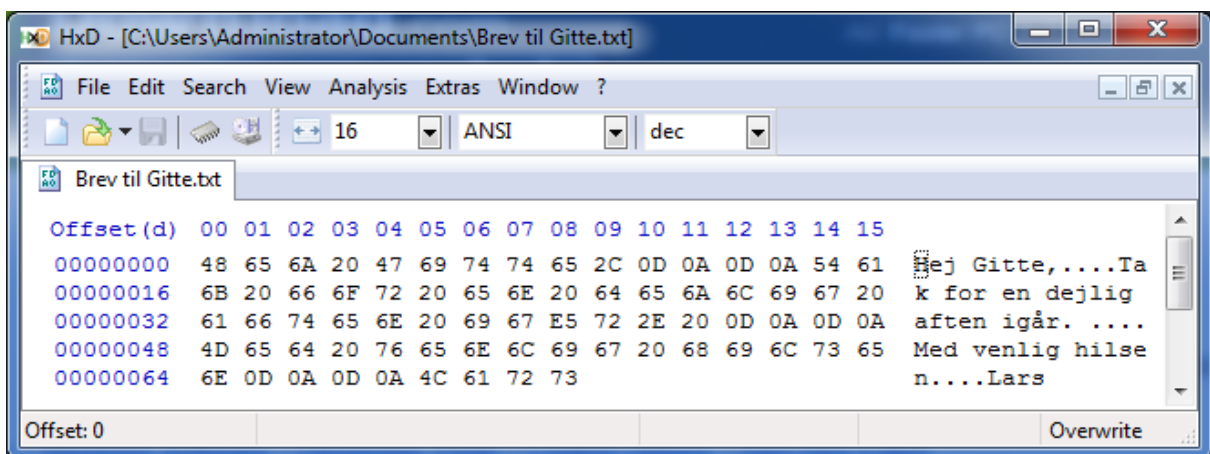 HxD - [C:\Users\Administrator\Documents\Brev til Gitte.txt]
File Edit Search View Analysis Extras Window ?
16 ANSI dec
Brev til Gitte.txt
Offset(d) 00 01 02 03 04 05 06 07 08 09 10 11 12 13 14 15
00000000 48 65 6A 20 47 69 74 74 65 2C 0D 0A 0D 0A 54 61 Hej Gitte,....Ta
00000016 6B 20 66 6F 72 20 65 6E 20 64 65 6A 6C 69 67 20 k for en dejlig
00000032 61 66 74 65 6E 20 69 67 E5 72 2E 20 0D 0A 0D 0A aften igår. ....
00000048 4D 65 64 20 76 65 6E 6C 69 67 20 68 69 6C 73 65 Med venlig hilse
00000064 6E 0D 0A 0D 0A 4C 61 72 73 n....Lars
Offset: 0 Overwrite